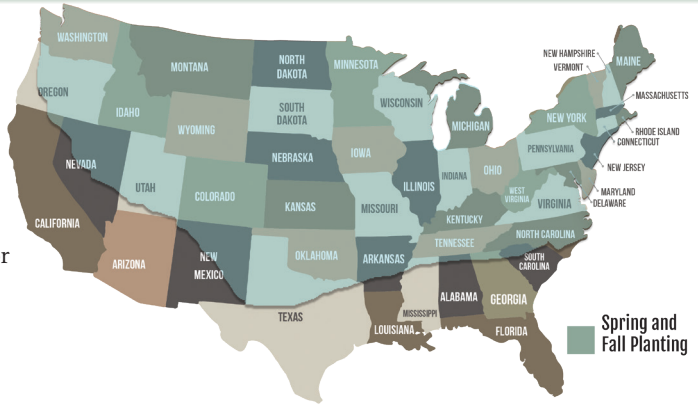 WASHINGTON
OREGON
CALIFORNIA
NEVADA
IDAHO
MONTANA
WYOMING
UTAH
COLORADO
ARIZONA
NEW
MEXICO
NORTH
DAKOTA
SOUTH
DAKOTA
NEBRASKA
KANSAS
OKLAHOMA
TEXAS
MINNESOTA
IOWA
MISSOURI
ARKANSAS
LOUISIANA
WISCONSIN
ILLINOIS
MICHIGAN
INDIANA
OHIO
KENTUCKY
TENNESSEE
MISSISSIPPI
ALABAMA
GEORGIA
FLORIDA
SOUTH
CAROLINA
NORTH CAROLINA
VIRGINIA
WEST
VIRGINIA
PENNSYLVANIA
NEW YORK
NEW HAMPSHIRE
VERMONT
MAINE
MASSACHUSETTS
RHODE ISLAND
CONNECTICUT
NEW JERSEY
MARYLAND
DELAWARE
r
Spring and
Fall Planting